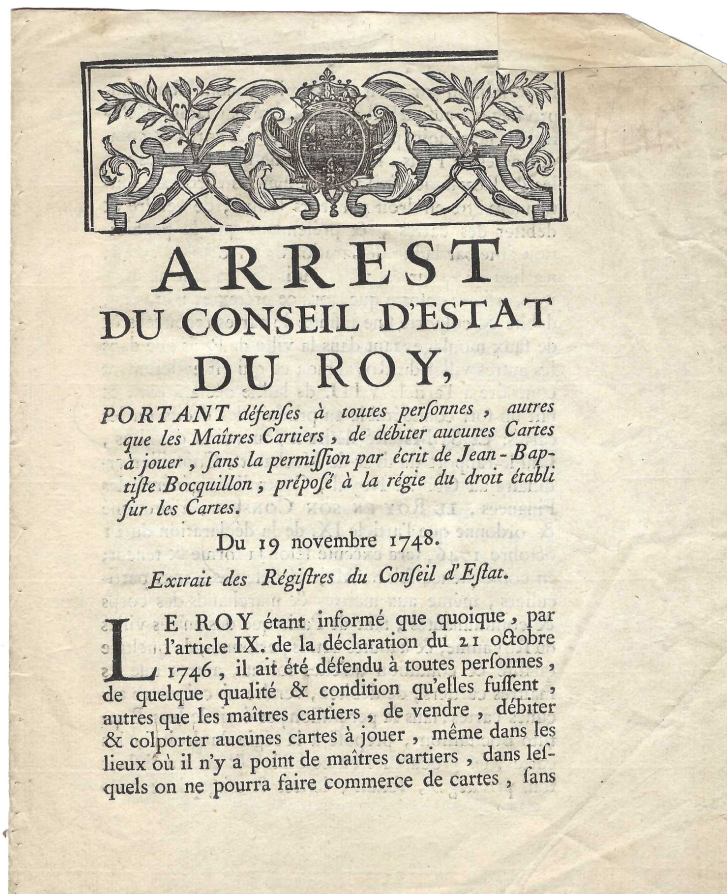 ARREST
DU CONSEIL D'ESTAT
DU ROY,
PORTANT défenſes à toutes perſonnes, autres
que les Maîtres Cartiers, de débiter aucunes Cartes
à jouer, ſans la permiſſion par écrit de Jean-Bap-
tiſte Bocquillon, prépoſé à la régie du droit établi
ſur les Cartes.
Du 19 novembre 1748.
Extrait des Régiſtres du Conſeil d'Eſtat.
LE ROY étant informé que quoique, par
l'article IX. de la déclaration du 21 octobre
1746, il ait été défendu à toutes perſonnes,
de quelque qualité & condition qu'elles fuſſent,
autres que les maîtres cartiers, de vendre, débiter
& colporter aucunes cartes à jouer, même dans les
lieux où il n'y a point de maîtres cartiers, dans leſ-
quels on ne pourra faire commerce de cartes, ſans